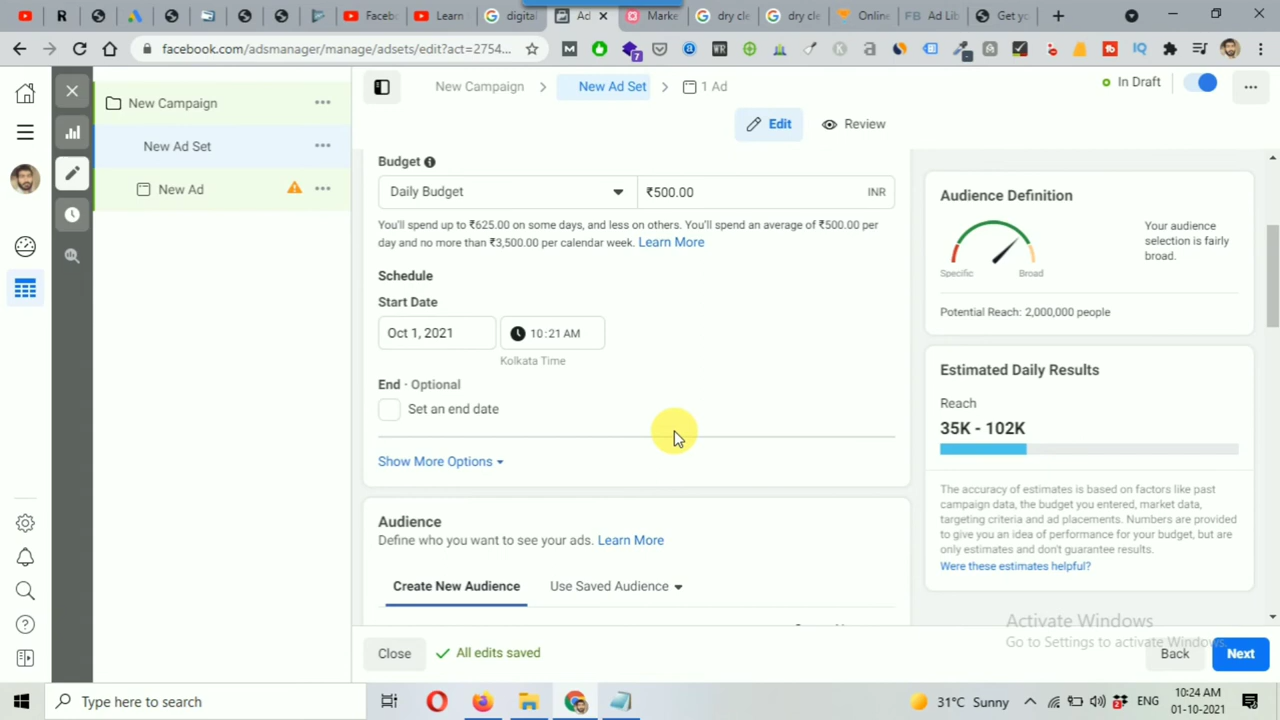 R
Faceb
Learn
digital
Ad
Marke
dry cle
dry cle
Online
FB Ad Lib
Get yo
facebook.com/adsmanager/manage/adsets/edit?act=2754...
7
New Campaign
New Ad Set
1 Ad
In Draft
New Campaign
New Ad Set
New Ad
Edit
Review
Budget
Daily Budget
₹500.00
INR
You'll spend up to ₹625.00 on some days, and less on others. You'll spend an average of ₹500.00 per
day and no more than ₹3,500.00 per calendar week. Learn More
Schedule
Start Date
Oct 1, 2021
10:21 AM
Kolkata Time
End · Optional
Set an end date
Show More Options
Audience
Define who you want to see your ads. Learn More
Create New Audience
Use Saved Audience
Audience Definition
Your audience
selection is fairly
broad.
Specific
Broad
Potential Reach: 2,000,000 people
Estimated Daily Results
Reach
35K - 102K
The accuracy of estimates is based on factors like past
campaign data, the budget you entered, market data,
targeting criteria and ad placements. Numbers are provided
to give you an idea of performance for your budget, but are
only estimates and don't guarantee results.
Were these estimates helpful?
Activate Windows
Go to Settings to activate Windows.
Close
All edits saved
Back
Next
Type here to search
31°C Sunny
ENG
10:24 AM
01-10-2021